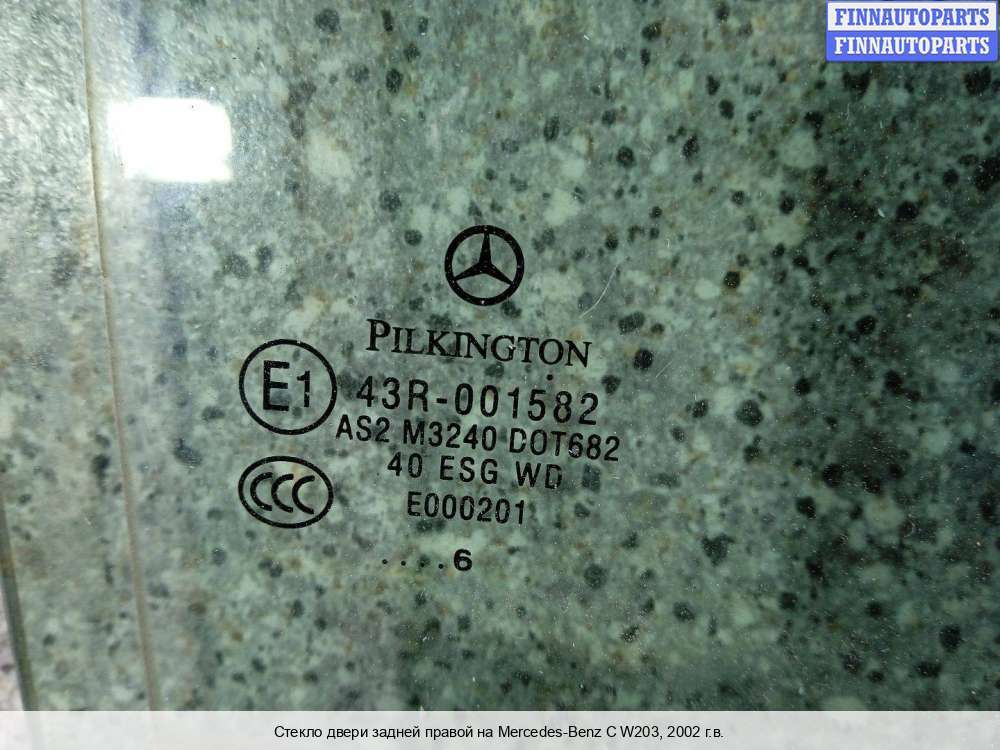 FINNAUTOPARTS
FINNAUTOPARTS
PILKINGTON
E1
43R-001582
AS2 M3240 DOT682
40 ESG WD
CCC
E000201
....6
Стекло двери задней правой на Mercedes-Benz C W203, 2002 г.в.